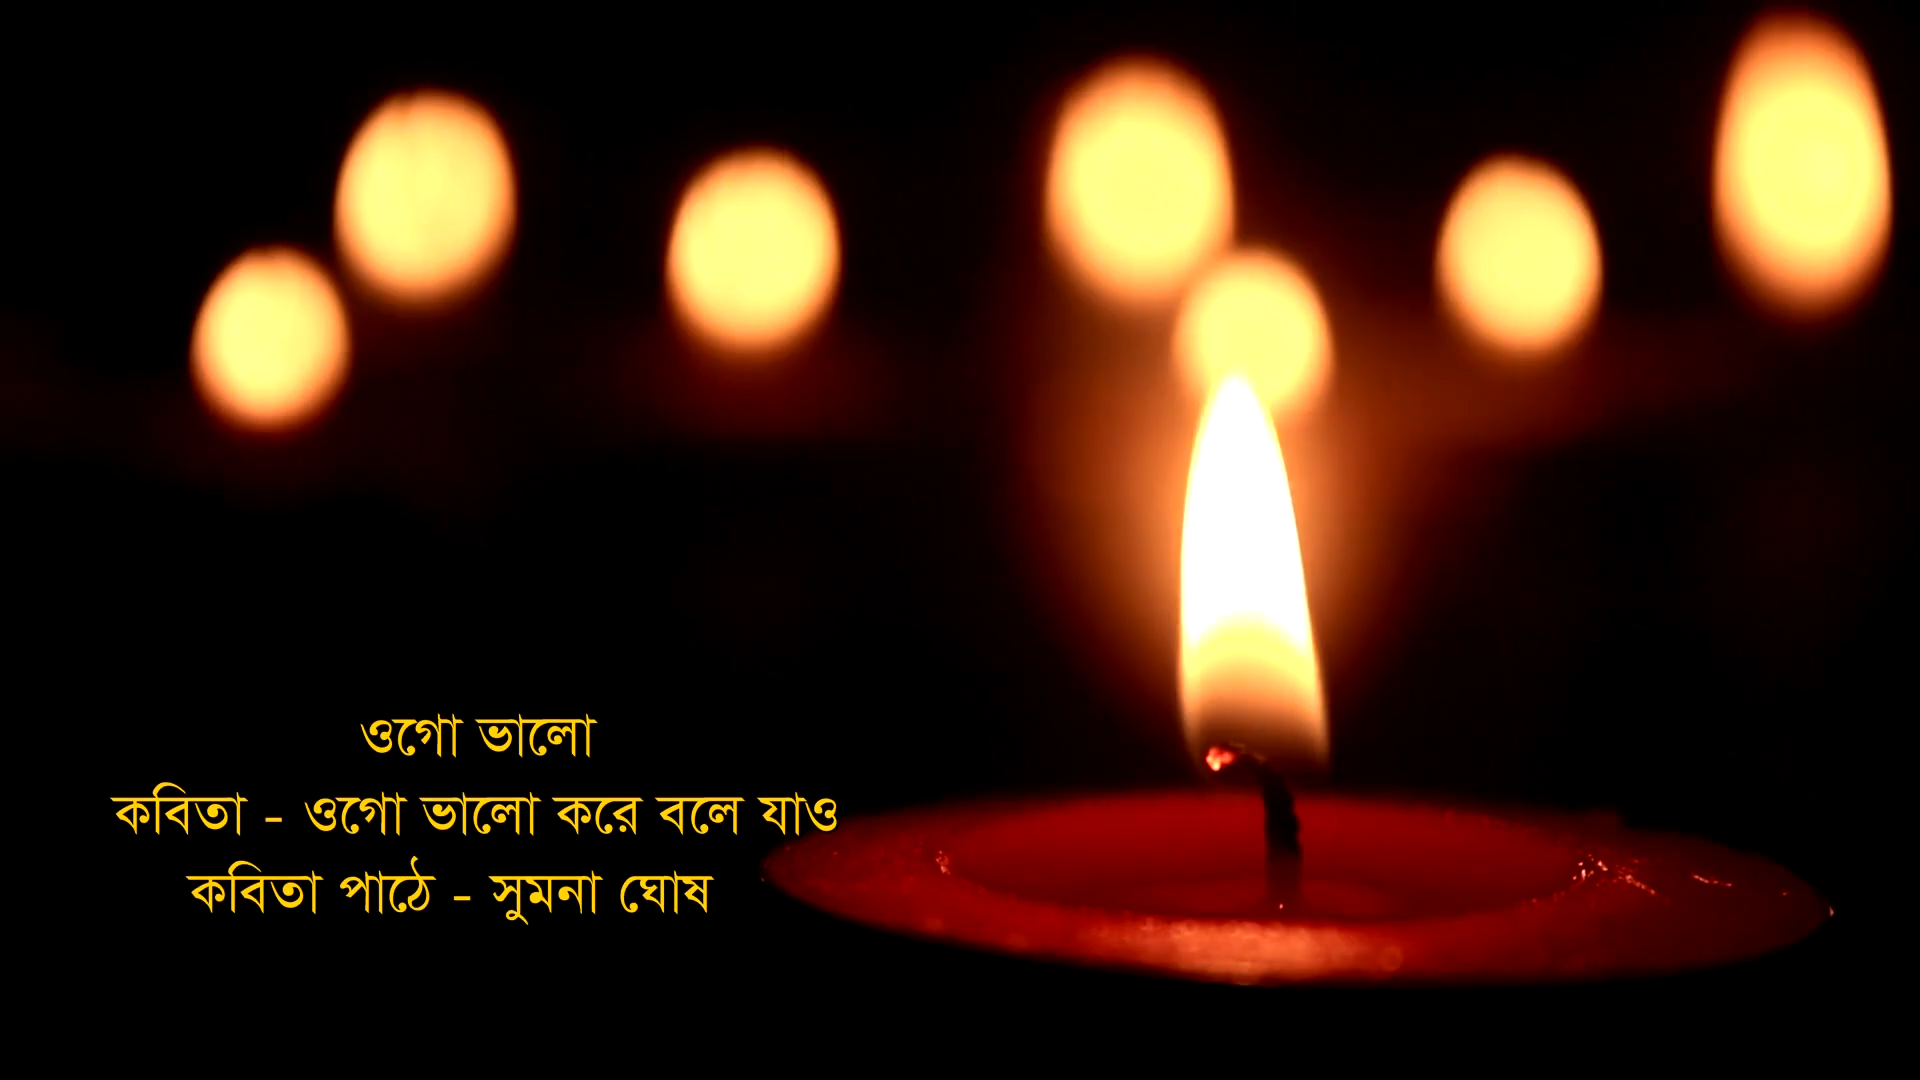 ওগো ভালো
কবিতা - ওগো ভালো করে বলে যাও
কবিতা পাঠে - সুমনা ঘোষ